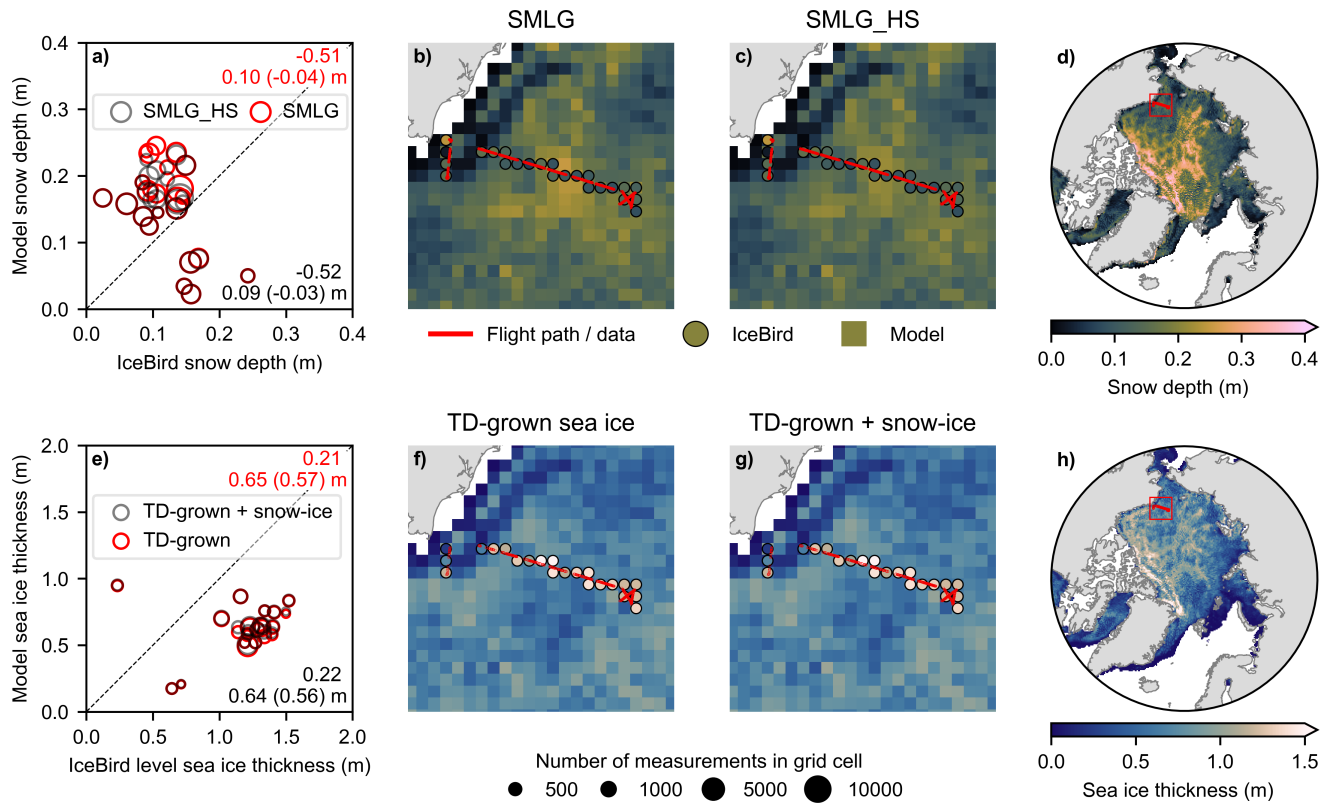 SMLG
SMLG_HS
a)
-0.51
0.10 (-0.04) m
SMLG_HS
SMLG
-0.52
0.09 (-0.03) m
0.4
0.3
0.2
0.1
0.0
Model snow depth (m)
0.0
0.1
0.2
0.3
0.4
IceBird snow depth (m)
b)
c)
d)
Flight path / data
IceBird
Model
0.0
0.1
0.2
0.3
0.4
Snow depth (m)
TD-grown sea ice
TD-grown + snow-ice
e)
0.21
0.65 (0.57) m
TD-grown + snow-ice
TD-grown
0.22
0.64 (0.56) m
2.0
1.5
1.0
0.5
0.0
Model sea ice thickness (m)
0.0
0.5
1.0
1.5
2.0
IceBird level sea ice thickness (m)
f)
g)
h)
Number of measurements in grid cell
500
1000
5000
10000
0.0
0.5
1.0
1.5
Sea ice thickness (m)